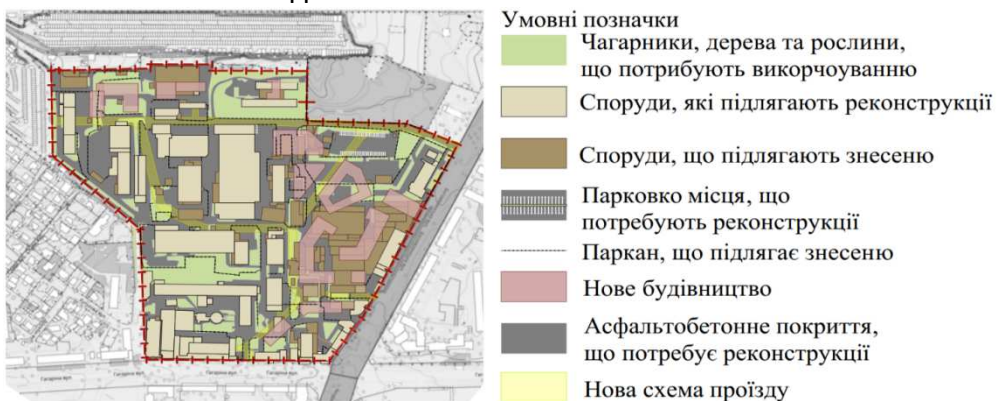 Умовні позначки
Чагарники, дерева та рослини,
що потрибують викорчоуванню
Споруди, які підлягають реконструкції
Споруди, що підлягають знесеню
Парковко місця, що
потребують реконструкції
Паркан, що підлягає знесеню
Нове будівництво
Асфальтобетонне покриття,
що потребує реконструкції
Нова схема проїзду